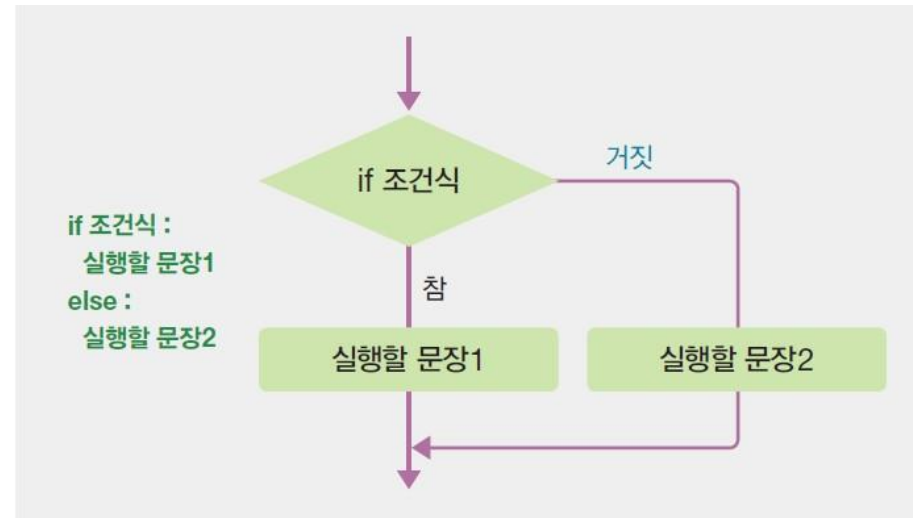 if 조건식 :
실행할 문장1
else :
실행할 문장2
if 조건식
거짓
참
실행할 문장1
실행할 문장2